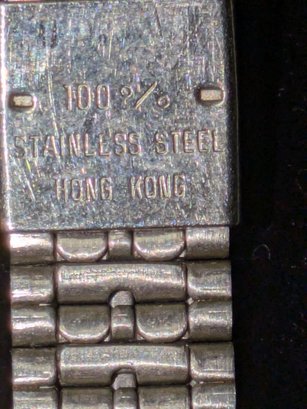 100%
STAINLESS STEEL
HONG KONG